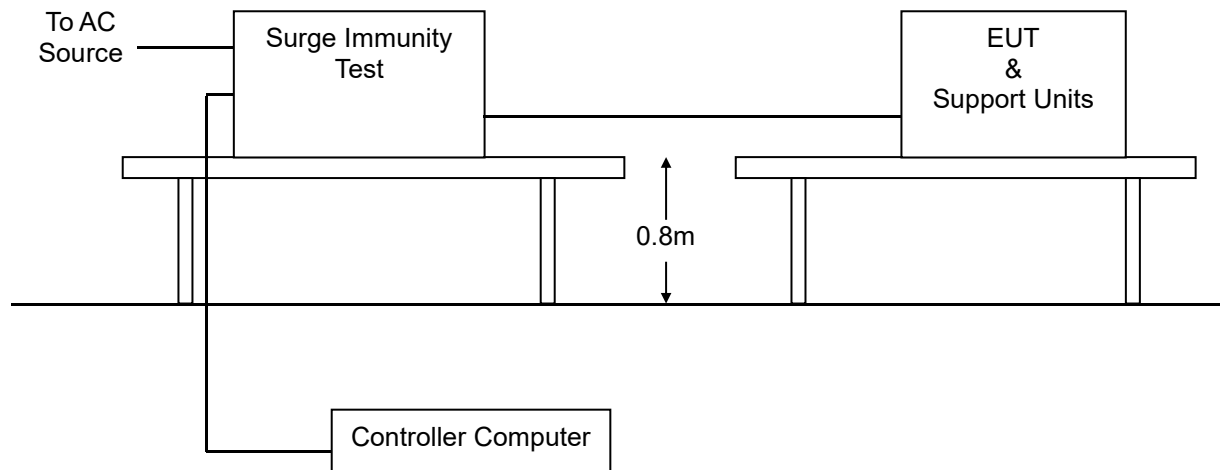 To AC
Source
Surge Immunity
Test
EUT
&
Support Units
0.8m
Controller Computer